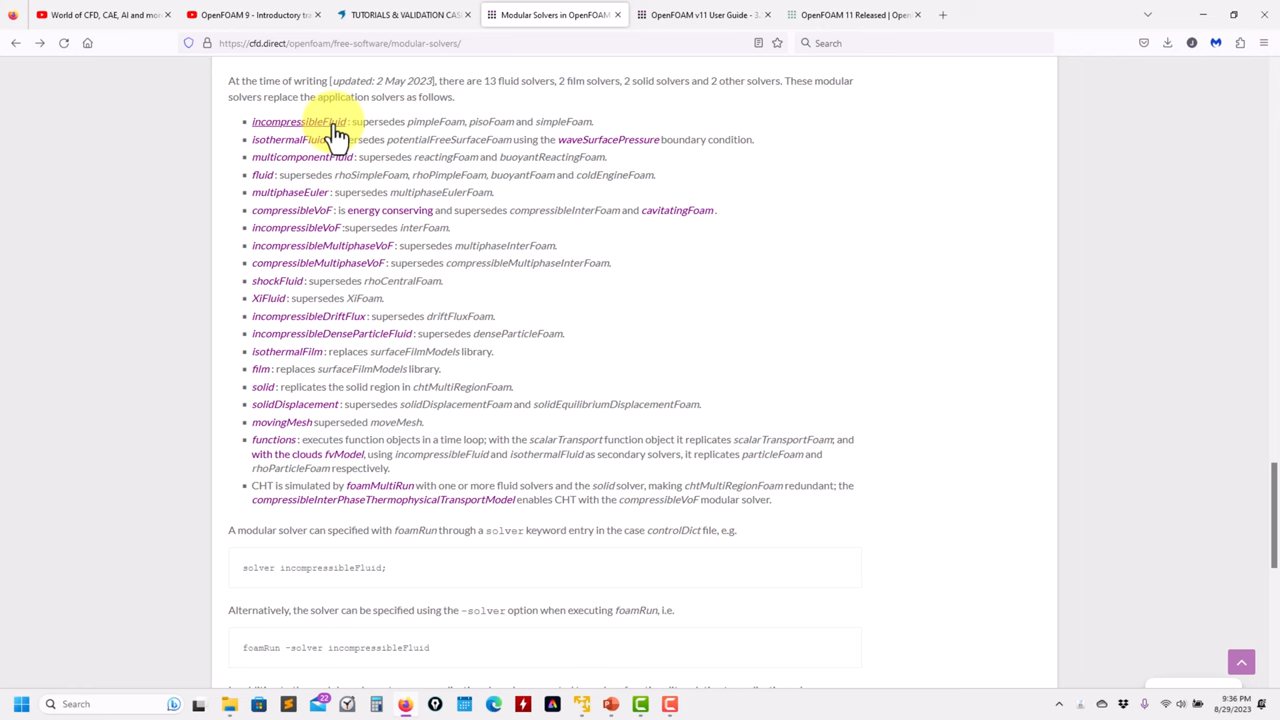 World of CFD, CAE, AI and more
OpenFOAM 9 - Introductory tra
TUTORIALS & VALIDATION CAS
Modular Solvers in OpenFOAM
OpenFOAM v11 User Guide - 3.
OpenFOAM 11 Released | Open
https://cfd.direct/openfoam/free-software/modular-solvers/
Search
At the time of writing [updated: 2 May 2023], there are 13 fluid solvers, 2 film solvers, 2 solid solvers and 2 other solvers. These modular
solvers replace the application solvers as follows.
incompressibleFluid : supersedes pimpleFoam, pisoFoam and simpleFoam.
isothermalFluid supersedes potentialFreeSurfaceFoam using the waveSurfacePressure boundary condition.
multicomponentFluid : supersedes reactingFoam and buoyantReactingFoam.
fluid : supersedes rhoSimpleFoam, rhoPimpleFoam, buoyantFoam and coldEngineFoam.
multiphaseEuler : supersedes multiphaseEulerFoam.
compressibleVoF : is energy conserving and supersedes compressibleInterFoam and cavitatingFoam .
incompressibleVoF :supersedes interFoam.
incompressibleMultiphaseVoF : supersedes multiphaseInterFoam.
compressibleMultiphaseVoF : supersedes compressibleMultiphaseInterFoam.
shockFluid : supersedes rhoCentralFoam.
XiFluid : supersedes XiFoam.
incompressibleDriftFlux : supersedes driftFluxFoam.
incompressibleDenseParticleFluid : supersedes denseParticleFoam.
isothermalFilm : replaces surfaceFilmModels library.
film : replaces surfaceFilmModels library.
solid : replicates the solid region in chtMultiRegionFoam.
solidDisplacement : supersedes solidDisplacementFoam and solidEquilibriumDisplacementFoam.
movingMesh superseded moveMesh.
functions : executes function objects in a time loop; with the scalarTransport function object it replicates scalarTransportFoam; and
with the clouds fvModel, using incompressibleFluid and isothermalFluid as secondary solvers, it replicates particleFoam and
rhoParticleFoam respectively.
CHT is simulated by foamMultiRun with one or more fluid solvers and the solid solver, making chtMultiRegionFoam redundant; the
compressibleInterPhaseThermophysicalTransportModel enables CHT with the compressibleVoF modular solver.
A modular solver can specified with foamRun through a solver keyword entry in the case controlDict file, e.g.
solver incompressibleFluid;
Alternatively, the solver can be specified using the -solver option when executing foamRun, i.e.
foamRun -solver incompressibleFluid
Search
22
1:36 PM
8/29/2023